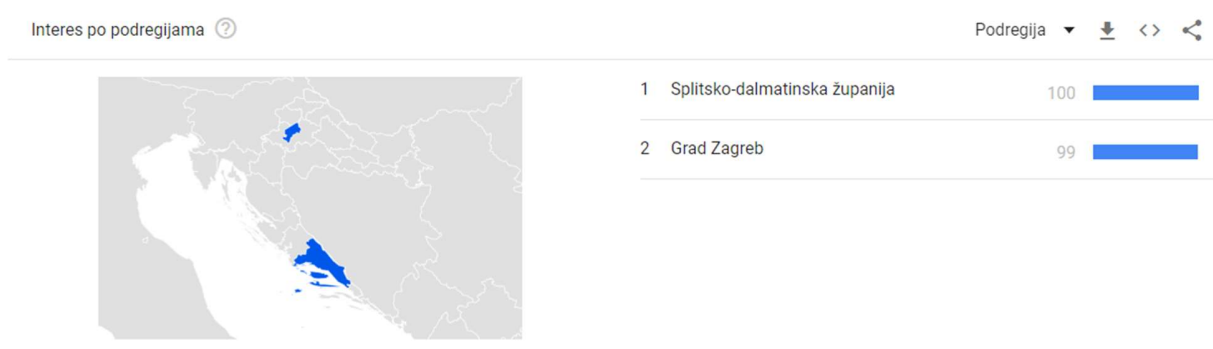 Interes po podregijama
Podregija
1 Splitsko-dalmatinska županija 100
2 Grad Zagreb 99